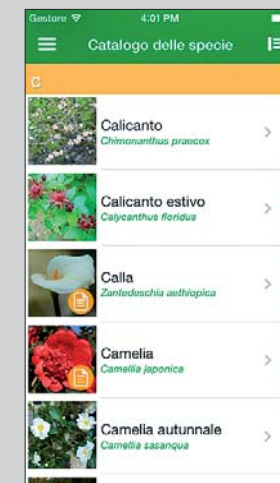 Gestore 4:01 PM
Catalogo delle specie
C
Calicanto
Chimonanthus praecox
Calicanto estivo
Calycanthus floridus
Calla
Zantedeschia aethiopica
Camelia
Camellia japonica
Camelia autunnale
Camellia sasanqua